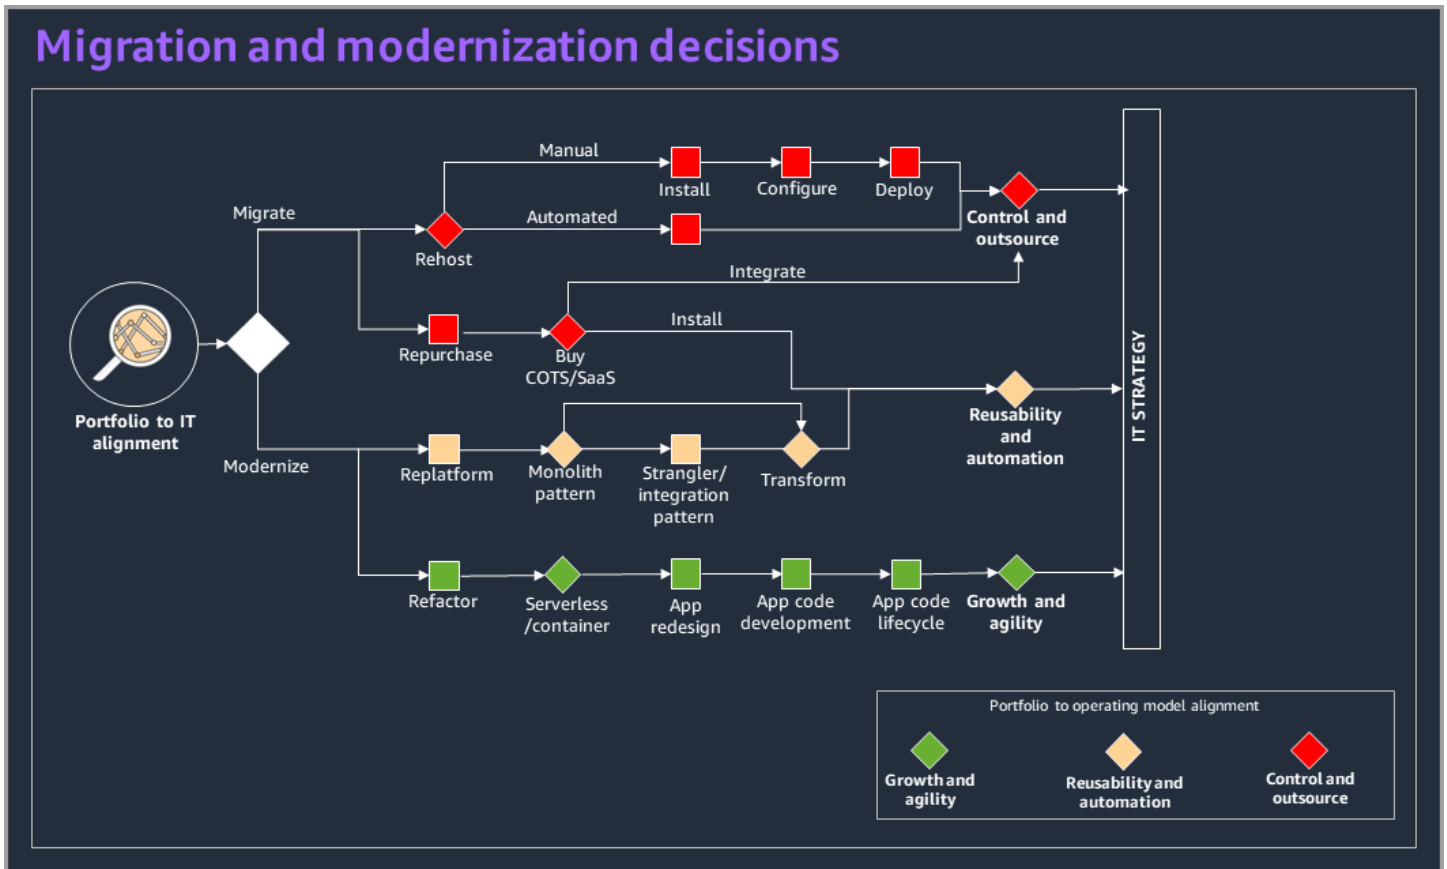 Migration and modernization decisions
Manual
Install
Configure
Deploy
Migrate
Automated
Control and
outsource
Rehost
Integrate
Install
Repurchase
Buy
COTS/SaaS
IT STRATEGY
Portfolio to IT
alignment
Reusability
and
automation
Modernize
Replatform
Monolith
pattern
Strangler/
integration
pattern
Transform
Refactor
Serverless
/container
App
redesign
App code
development
App code
lifecycle
Growth and
agility
Portfolio to operating model alignment
Growth and
agility
Reusability and
automation
Control and
outsource